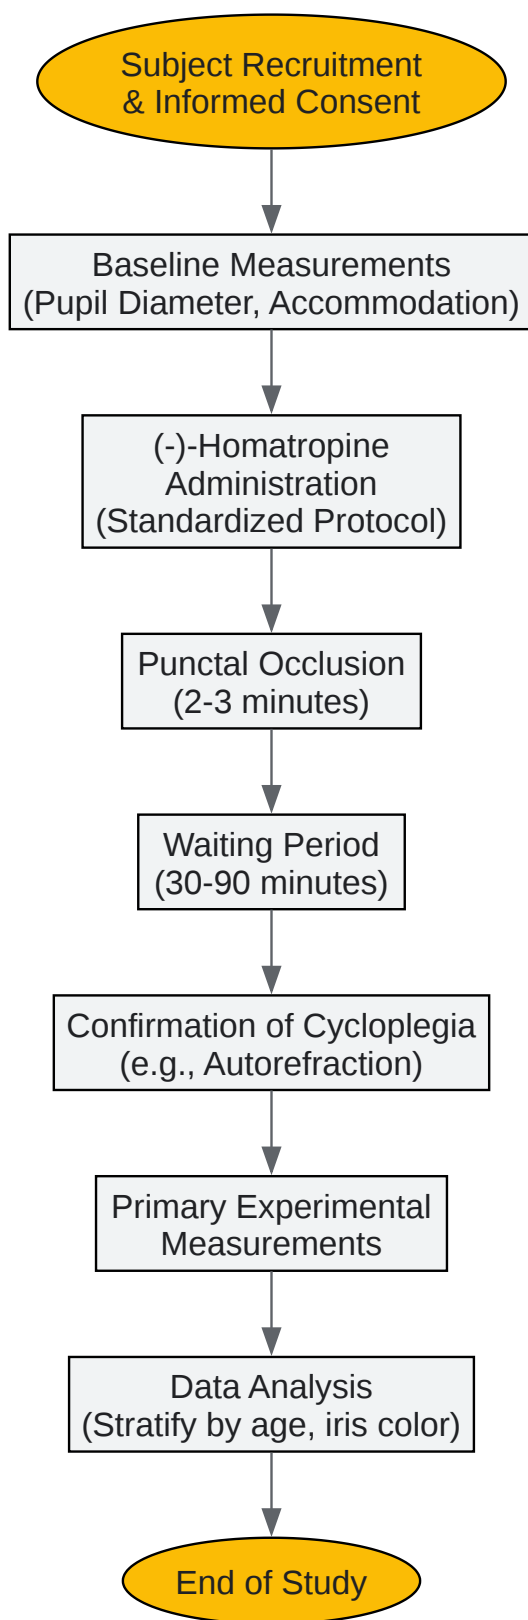 Subject Recruitment
& Informed Consent
Baseline Measurements
(Pupil Diameter, Accommodation)
(-)-Homatropine
Administration
(Standardized Protocol)
Punctal Occlusion
(2-3 minutes)
Waiting Period
(30-90 minutes)
Confirmation of Cycloplegia
(e.g., Autorefraction)
Primary Experimental
Measurements
Data Analysis
(Stratify by age, iris color)
End of Study